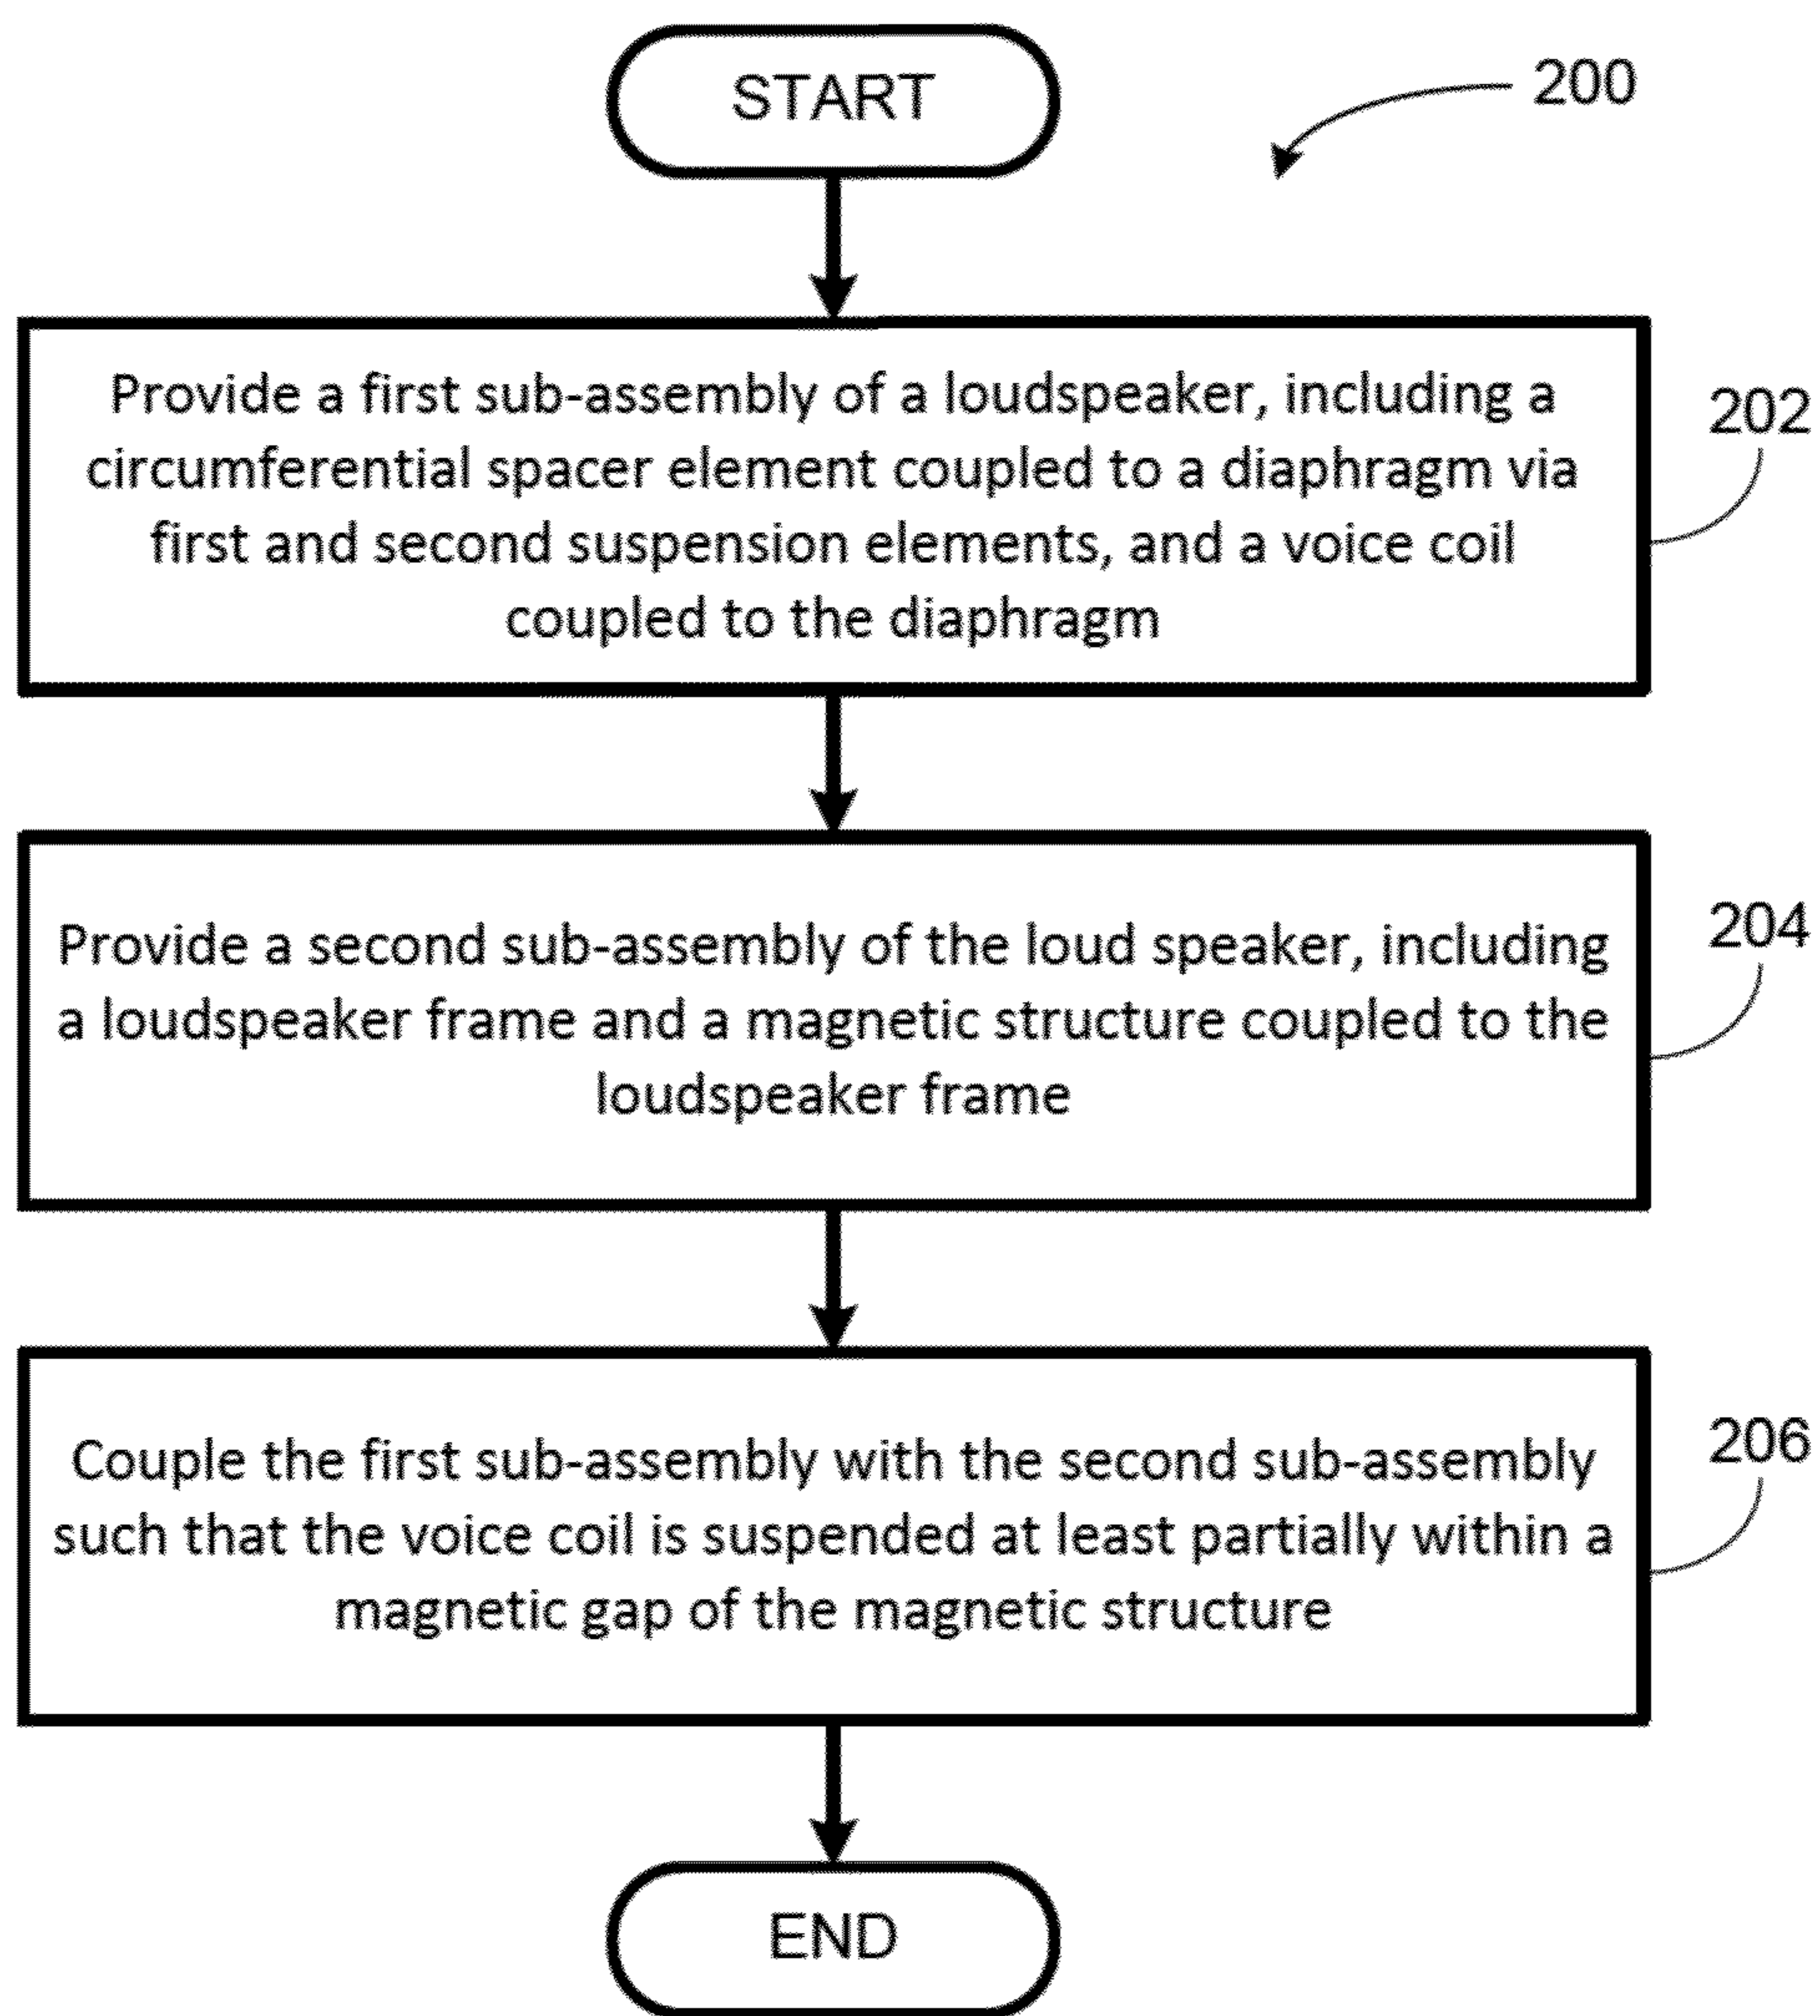 START
200
Provide a first sub-assembly of a loudspeaker, including a
circumferential spacer element coupled to a diaphragm via
first and second suspension elements, and a voice coil
coupled to the diaphragm
202
Provide a second sub-assembly of the loud speaker, including
a loudspeaker frame and a magnetic structure coupled to the
loudspeaker frame
204
Couple the first sub-assembly with the second sub-assembly
such that the voice coil is suspended at least partially within a
magnetic gap of the magnetic structure
206
END